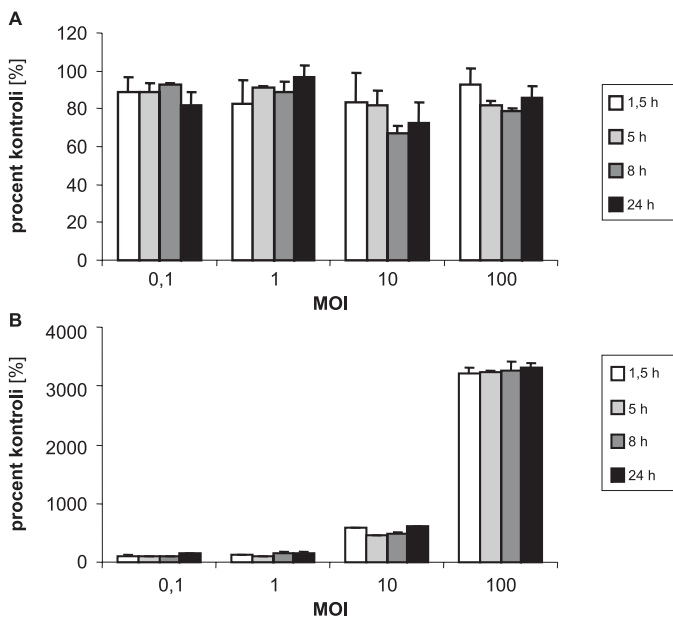 A
procent kontroli [%]
120
100
80
60
40
20
0
0,1 1 10 100
MOI
1,5 h
5 h
8 h
24 h
B
procent kontroli [%]
4000
3000
2000
1000
0
0,1 1 10 100
MOI
1,5 h
5 h
8 h
24 h